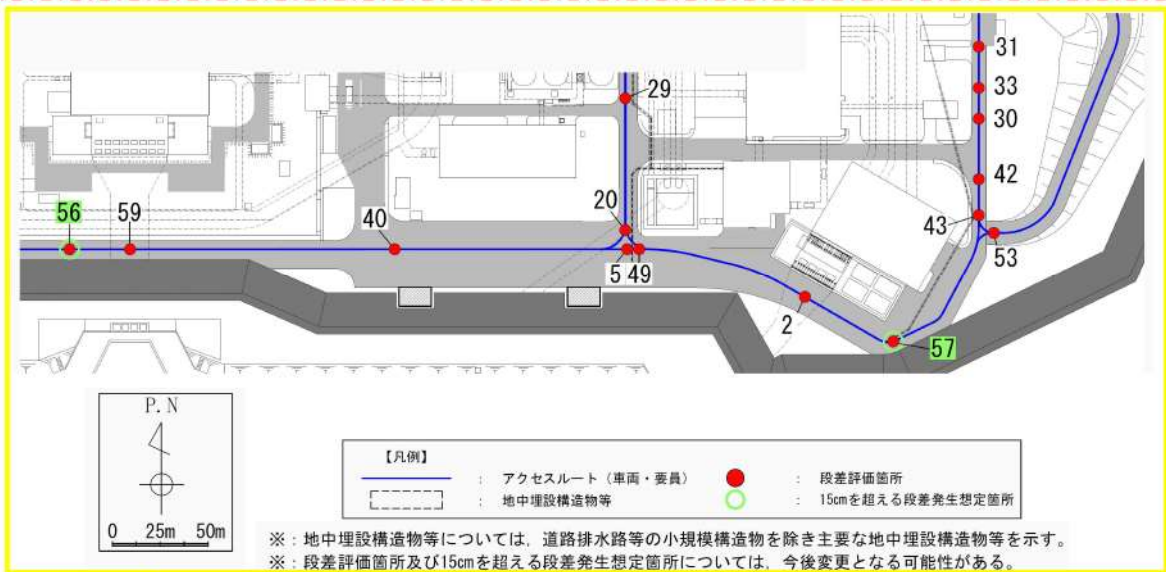 31
33
29
30
42
56
59
40
20
43
5 49
53
2
57
P. N
0 25m 50m
【凡例】
: アクセスルート（車両・要員） : 段差評価箇所
: 地中埋設構造物等 : 15cmを超える段差発生想定箇所
※：地中埋設構造物等については，道路排水路等の小規模構造物を除き主要な地中埋設構造物等を示す。
※：段差評価箇所及び15cmを超える段差発生想定箇所については，今後変更となる可能性がある。